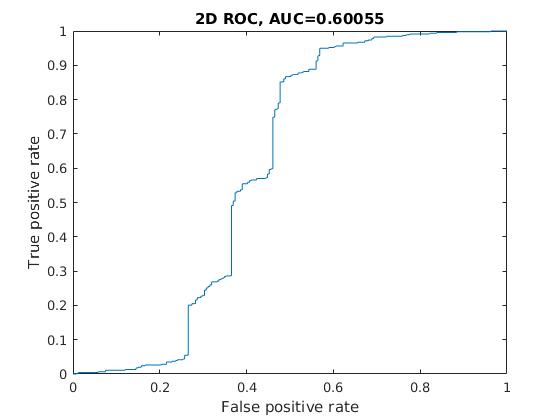 2D ROC, AUC=0.60055
1
0.9
0.8
0.7
0.6
0.5
0.4
0.3
0.2
0.1
0
True positive rate
0 0.2 0.4 0.6 0.8 1
False positive rate